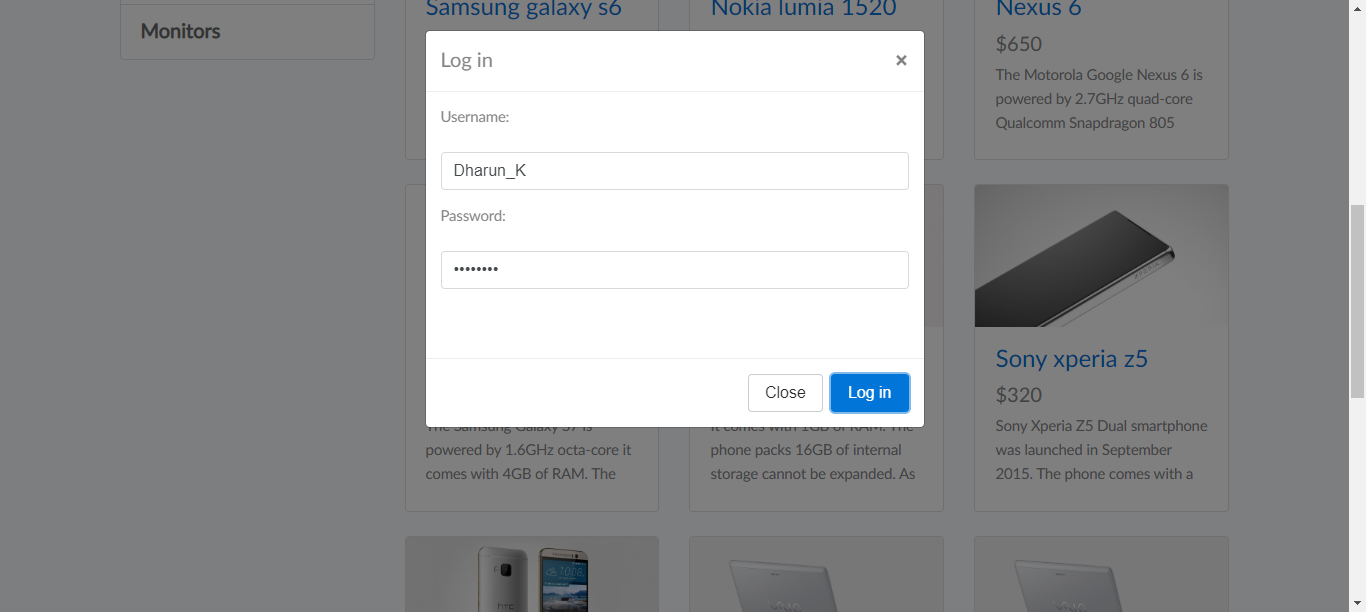 Monitors
Samsung galaxy s6
Nokia lumia 1520
Nexus 6
$650
The Motorola Google Nexus 6 is
powered by 2.7GHz quad-core
Qualcomm Snapdragon 805
Log in
×
Username:
Dharun_K
Password:
••••••••
Close
Log in
The Samsung Galaxy S7 is
powered by 1.6GHz octa-core it
comes with 4GB of RAM. The
It comes with 1GB of RAM. The
phone packs 16GB of internal
storage cannot be expanded. As
Sony xperia z5
$320
Sony Xperia Z5 Dual smartphone
was launched in September
2015. The phone comes with a